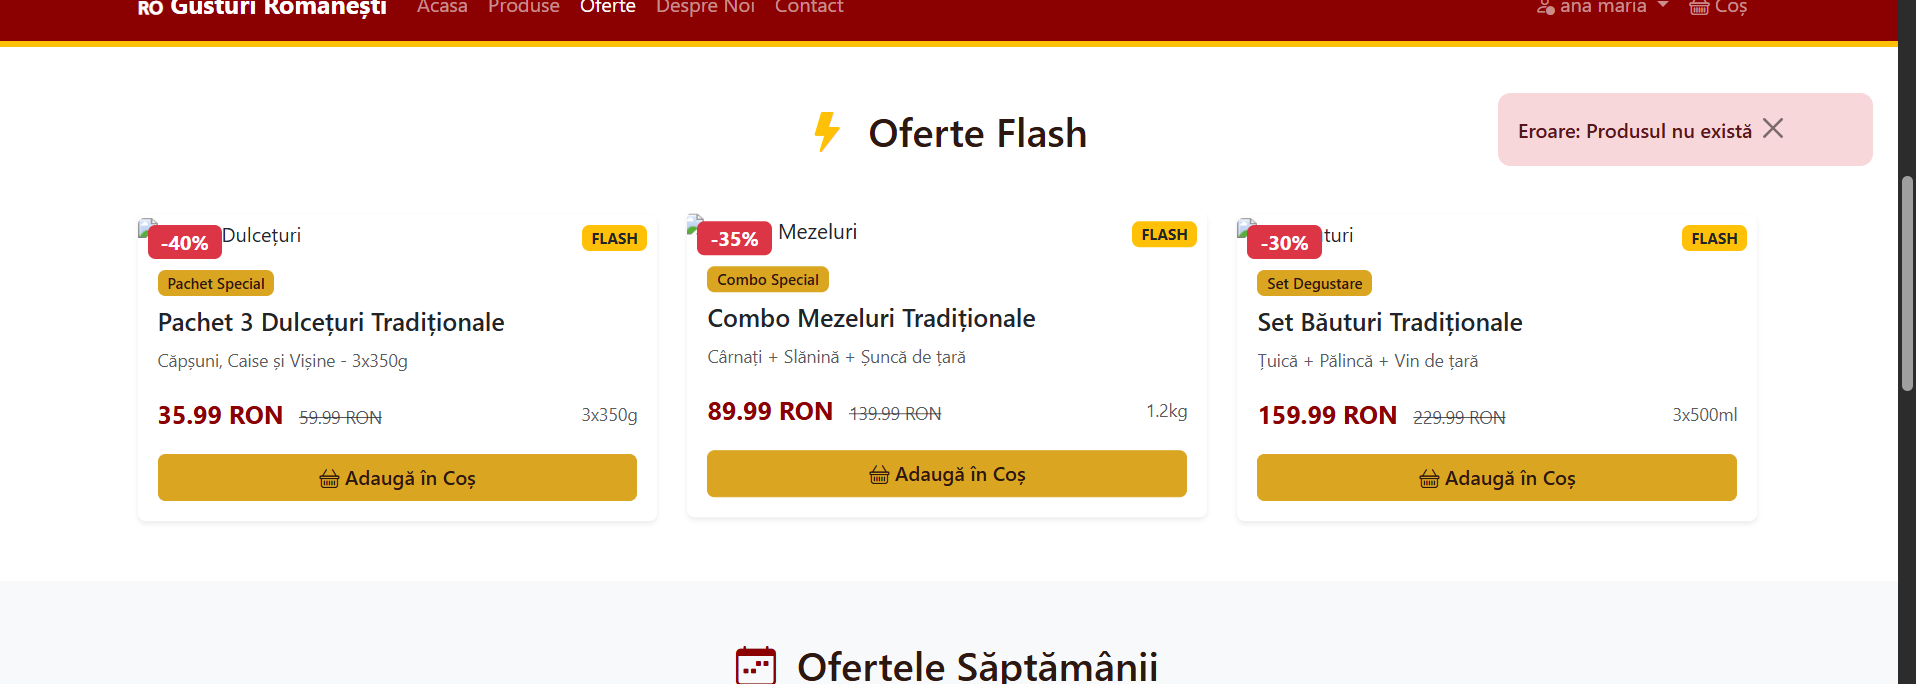 RO Gusturi Românești Acasă Produse Oferte Despre Noi Contact ana maria Coș
Oferte Flash
Eroare: Produsul nu există
-40% Dulcețuri FLASH
Pachet Special
Pachet 3 Dulcețuri Tradiționale
Căpșuni, Caise și Vișine - 3x350g
35.99 RON 59.99 RON 3x350g
Adaugă în Coș
-35% Mezeluri FLASH
Combo Special
Combo Mezeluri Tradiționale
Cârnați + Slănină + Șuncă de țară
89.99 RON 139.99 RON 1.2kg
Adaugă în Coș
-30% turi FLASH
Set Degustare
Set Băuturi Tradiționale
Țuică + Pălincă + Vin de țară
159.99 RON 229.99 RON 3x500ml
Adaugă în Coș
Ofertele Săptămânii